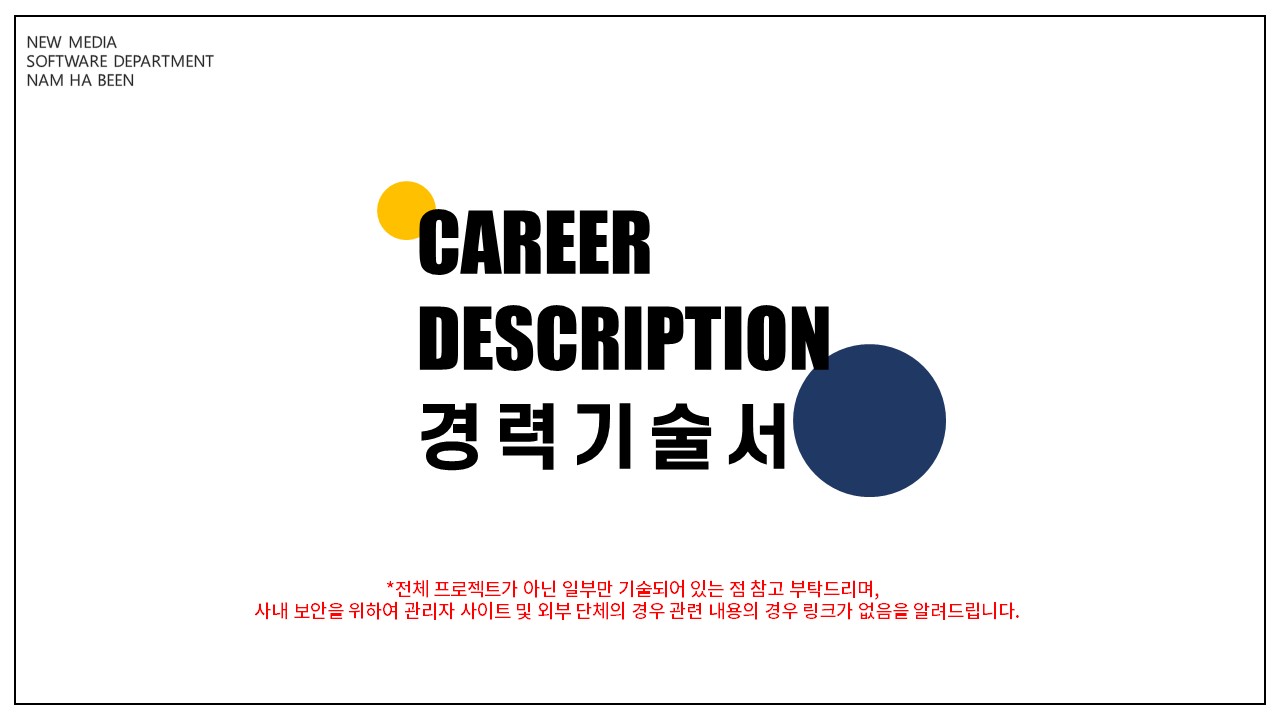 NEW MEDIA
SOFTWARE DEPARTMENT
NAM HA BEEN
CAREER
DESCRIPTION
경력기술서
*전체 프로젝트가 아닌 일부만 기술되어 있는 점 참고 부탁드리며,
사내 보안을 위하여 관리자 사이트 및 외부 단체의 경우 관련 내용의 경우 링크가 없음을 알려드립니다.